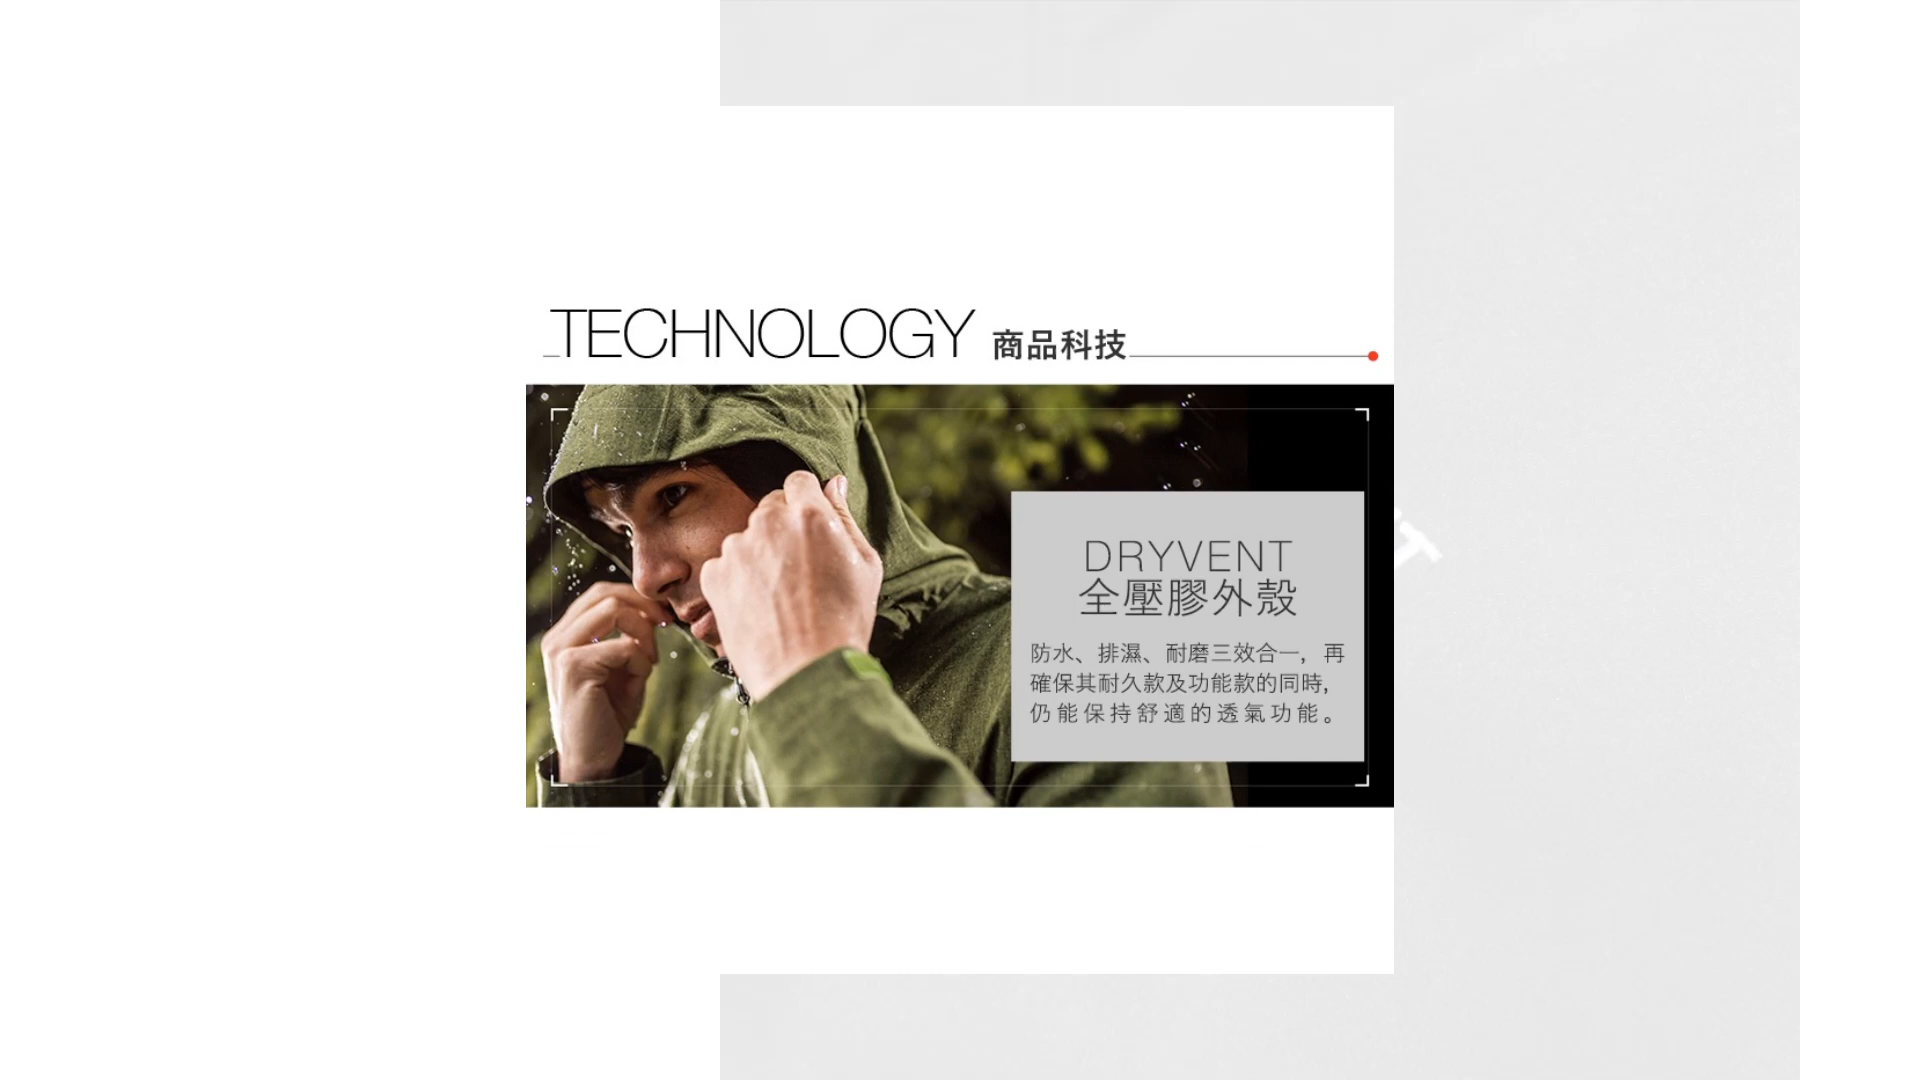 TECHNOLOGY 商品科技
DRYVENT
全壓膠外殼
防水、排濕、耐磨三效合一，再
確保其耐久款及功能款的同時,
仍能保持舒適的透氣功能。